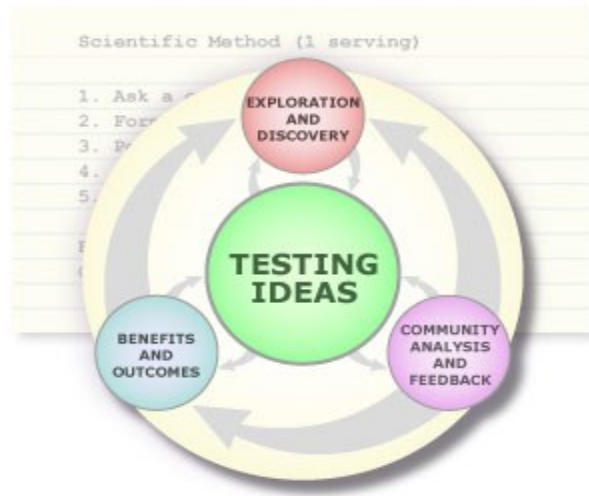 Scientific Method (1 serving)
1. Ask a
2.
3.
4.
5.
EXPLORATION
AND
DISCOVERY
TESTING
IDEAS
BENEFITS
AND
OUTCOMES
COMMUNITY
ANALYSIS
AND
FEEDBACK